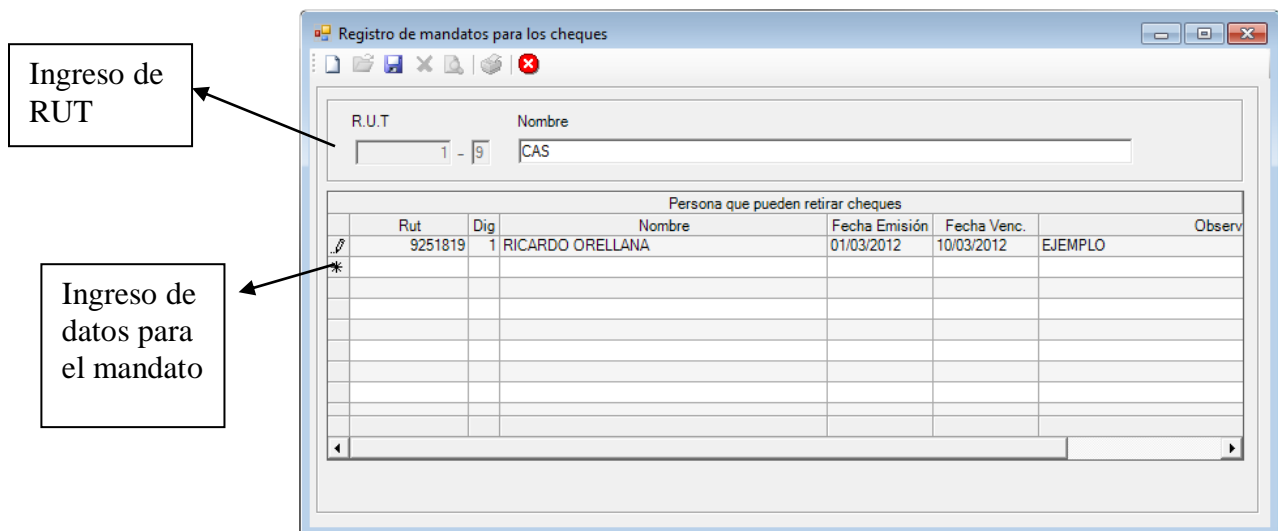 Registro de mandatos para los cheques
Ingreso de
RUT
R.U.T Nombre
1 - 9 CAS
Persona que pueden retirar cheques
Rut Dig Nombre Fecha Emisión Fecha Venc. Observ
9251819 1 RICARDO ORELLANA 01/03/2012 10/03/2012 EJEMPLO
Ingreso de
datos para
el mandato